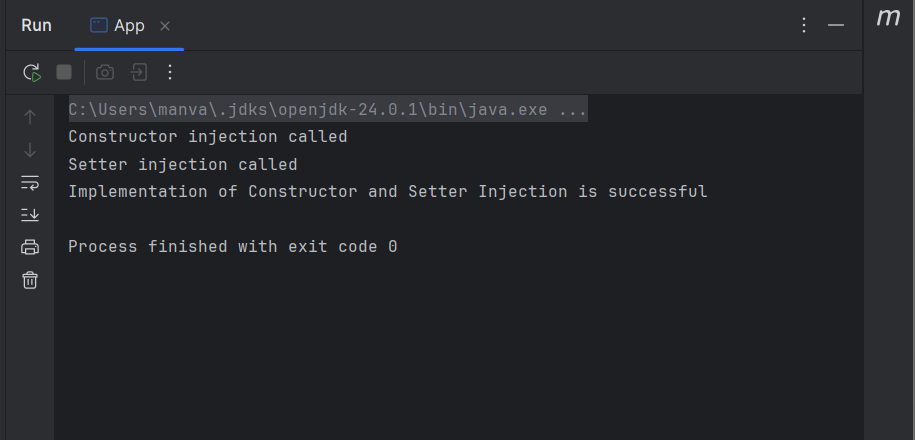 Run
App
m
C:\Users\manva\.jdks\openjdk-24.0.1\bin\java.exe ...
Constructor injection called
Setter injection called
Implementation of Constructor and Setter Injection is successful
Process finished with exit code 0